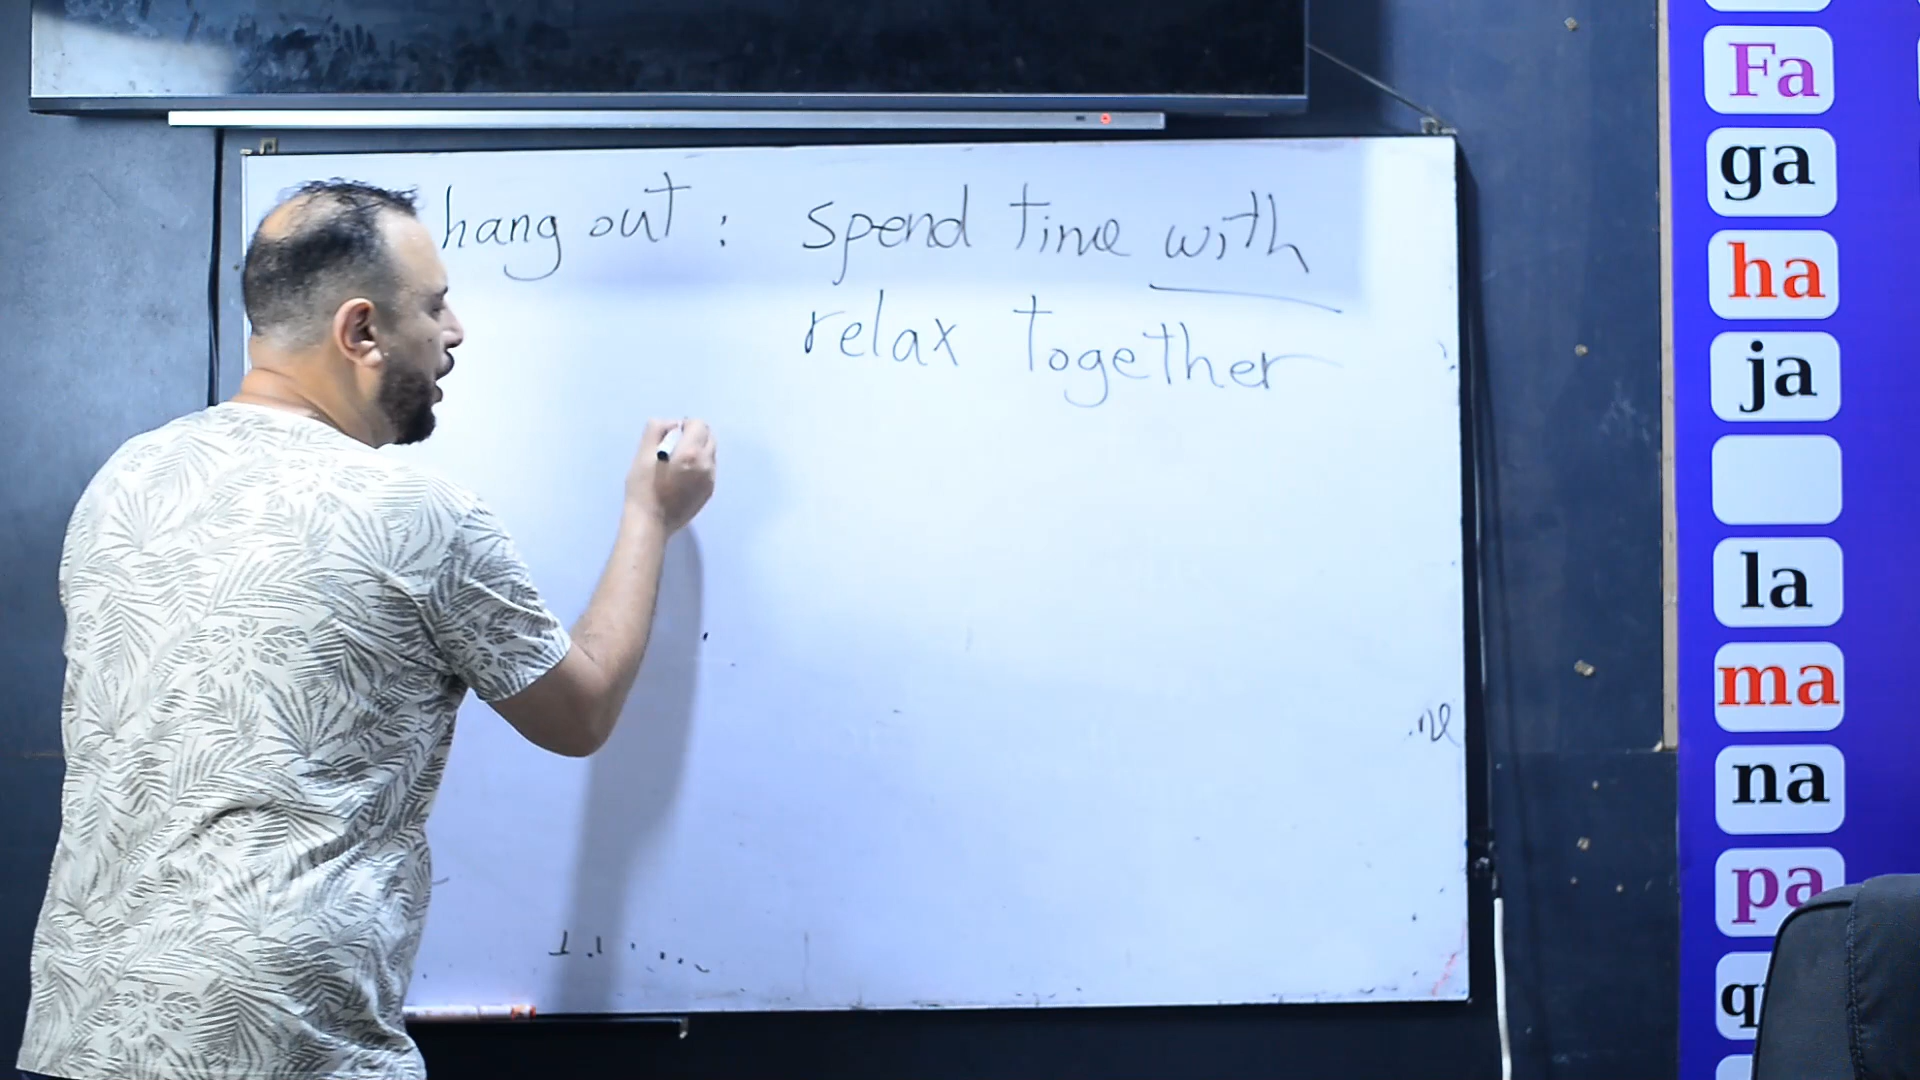 hang out : spend time with
relax together
Fa
ga
ha
ja
la
ma
na
pa